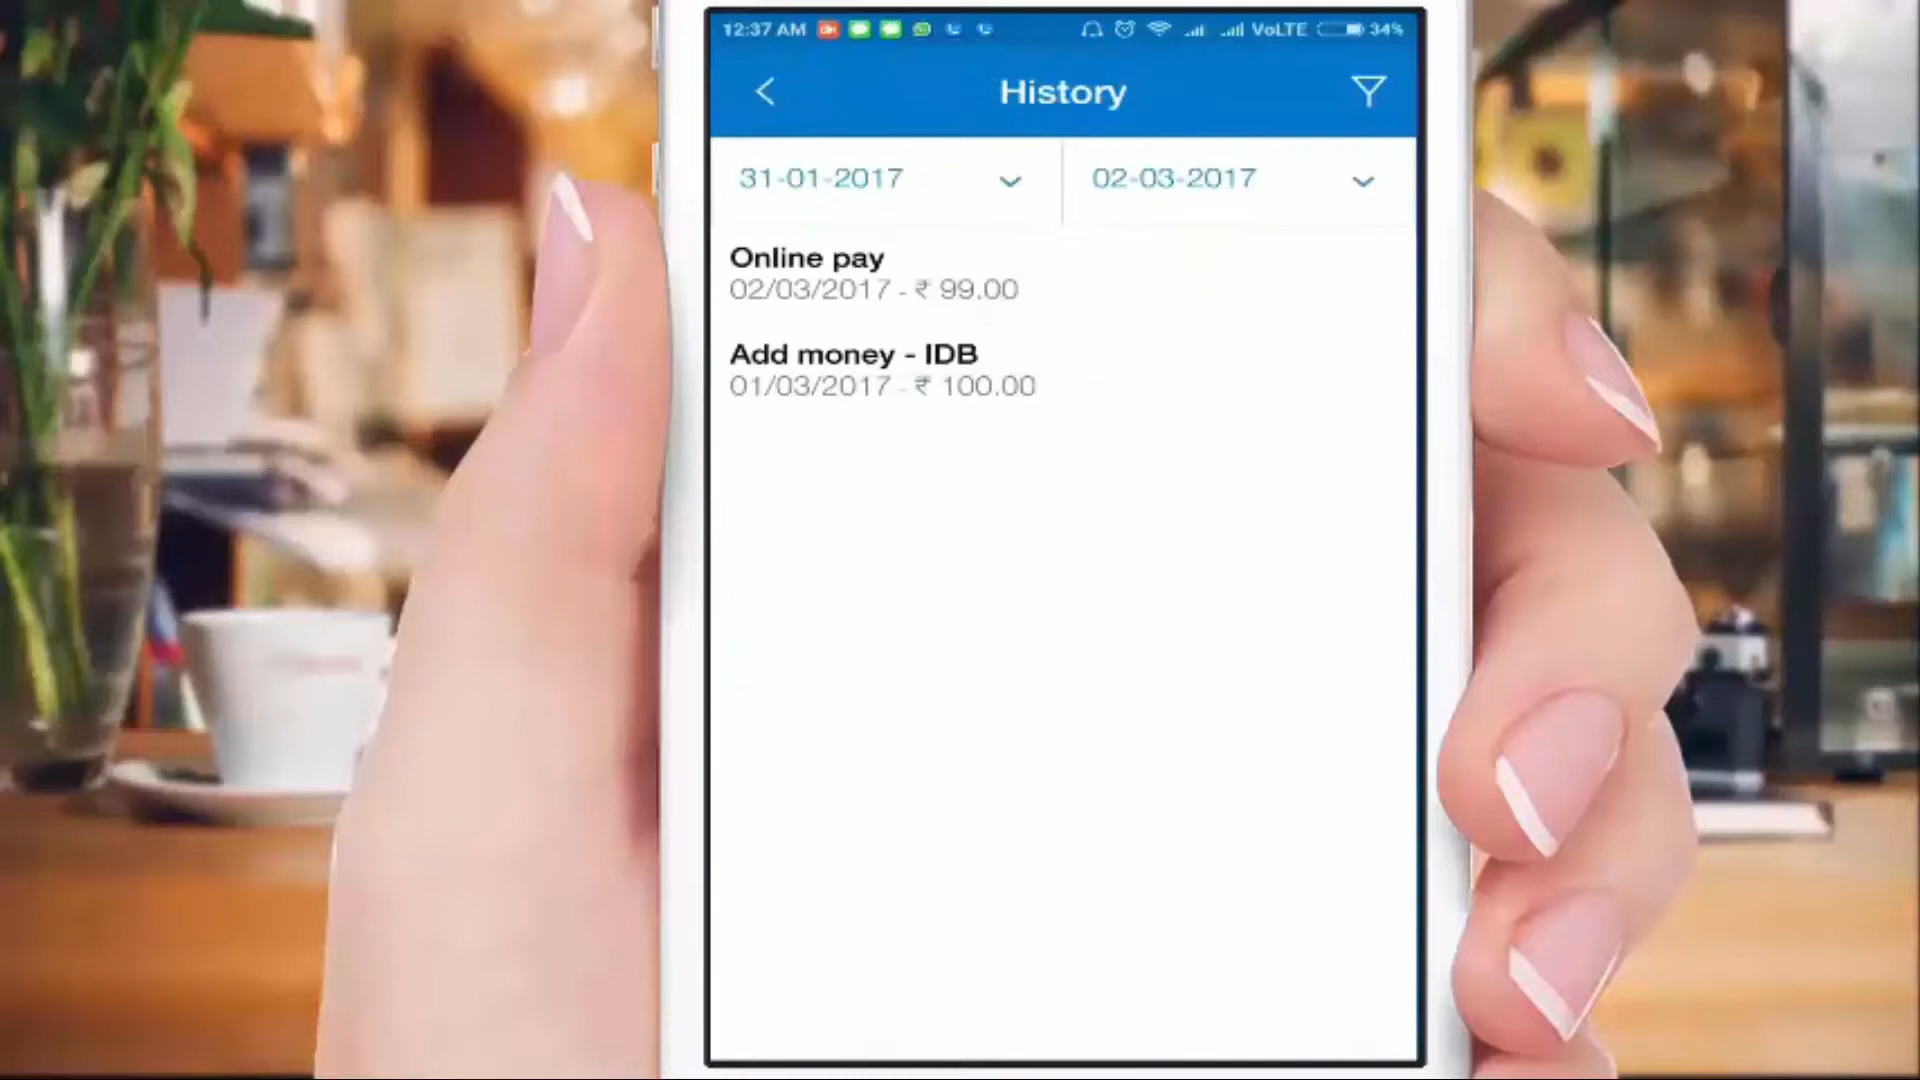 12:37 AM VoLTE 34%
History
31-01-2017 02-03-2017
Online pay
02/03/2017 - ₹ 99.00
Add money - IDB
01/03/2017 - ₹ 100.00